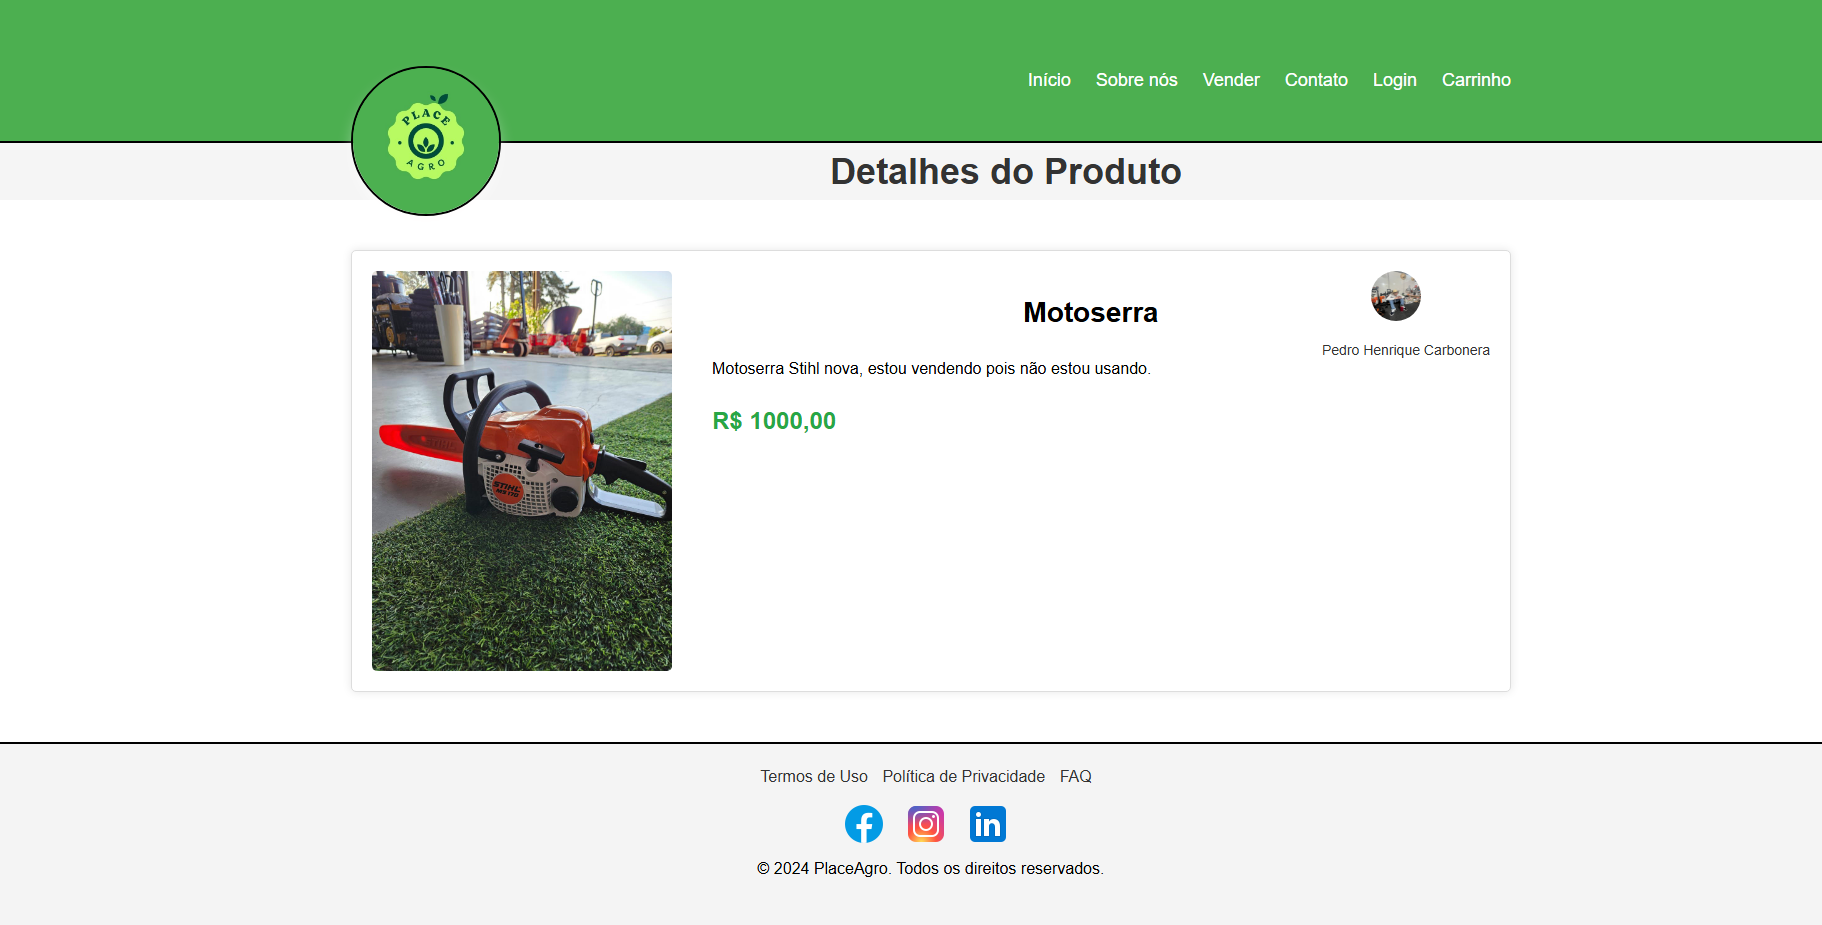 Início Sobre nós Vender Contato Login Carrinho
PLACE
AGRO
Detalhes do Produto
Motoserra
Pedro Henrique Carbonera
Motoserra Stihl nova, estou vendendo pois não estou usando.
R$ 1000,00
STIHL
MS 170
Termos de Uso Política de Privacidade FAQ
© 2024 PlaceAgro. Todos os direitos reservados.